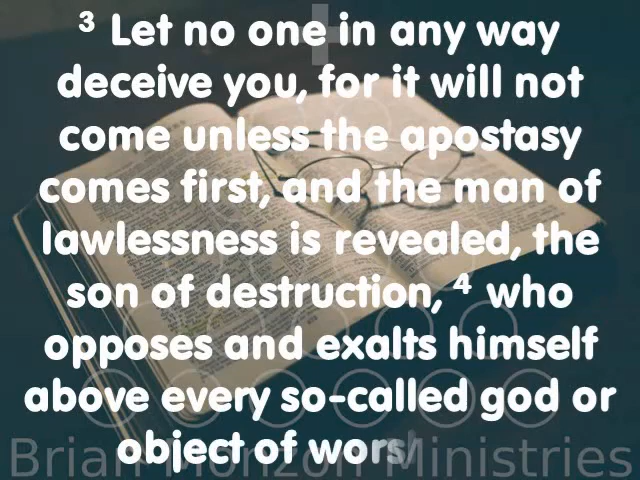 ³ Let no one in any way
deceive you, for it will not
come unless the apostasy
comes first, and the man of
lawlessness is revealed, the
son of destruction, ⁴ who
opposes and exalts himself
above every so-called god or
object of wors
Brian Monzon Ministries